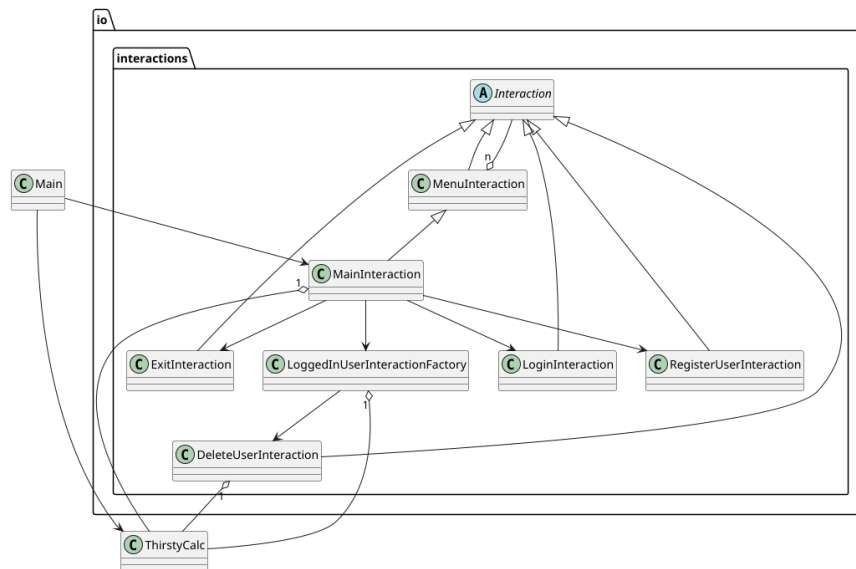 io
interactions
A Interaction
n
C Main
C MenuInteraction
C MainInteraction
1
C ExitInteraction
C LoggedInUserInteractionFactory
C LoginInteraction
C RegisterUserInteraction
1
C DeleteUserInteraction
1
C ThirstyCalc